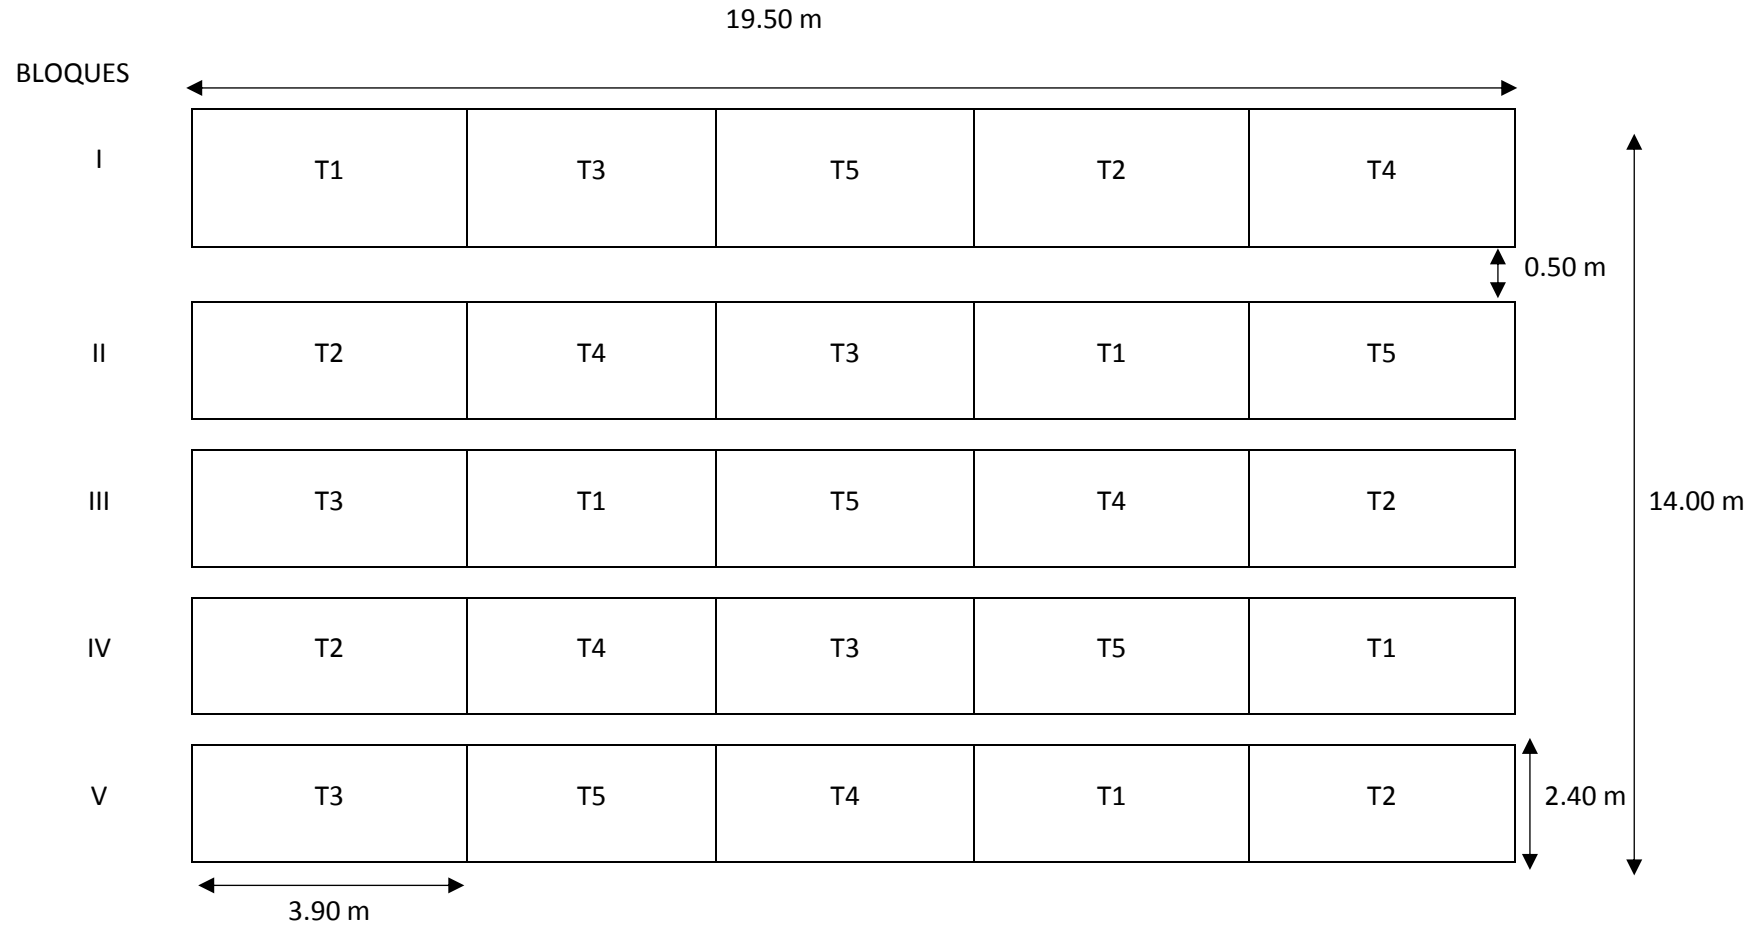 19.50 m
BLOQUES
I T1 T3 T5 T2 T4
0.50 m
II T2 T4 T3 T1 T5
III T3 T1 T5 T4 T2 14.00 m
IV T2 T4 T3 T5 T1
V T3 T5 T4 T1 T2 2.40 m
3.90 m